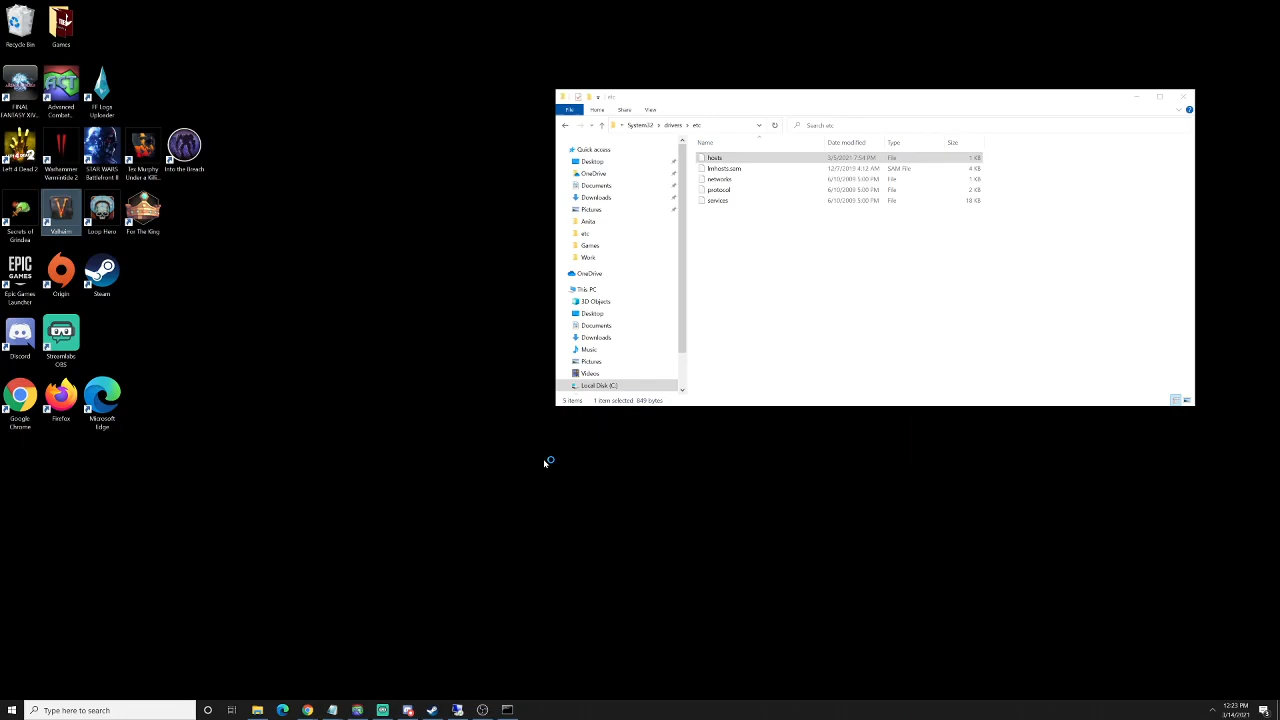 Recycle Bin
Games
FINAL
FANTASY XIV...
Advanced
Combat...
FF Logs
Uploader
Left 4 Dead 2
Warhammer
Vermintide 2
STAR WARS
Battlefront II
Tex Murphy
Under a Killi...
Into the Breach
Secrets of
Grindea
Valheim
Loop Hero
For The King
EPIC
GAMES
Epic Games
Launcher
Origin
Steam
Discord
Streamlabs
OBS
Google
Chrome
Firefox
Microsoft
Edge
etc
File
Home
Share
View
System32 > drivers > etc
Search etc
Name
Date modified
Type
Size
hosts
3/5/2021 7:54 PM
File
1 KB
lmhosts.sam
12/7/2019 4:12 AM
SAM File
4 KB
networks
6/10/2009 5:00 PM
File
1 KB
protocol
6/10/2009 5:00 PM
File
2 KB
services
6/10/2009 5:00 PM
File
18 KB
Quick access
Desktop
OneDrive
Documents
Downloads
Pictures
Anita
etc
Games
Work
OneDrive
This PC
3D Objects
Desktop
Documents
Downloads
Music
Pictures
Videos
Local Disk (C:)
5 items
1 item selected 849 bytes
Type here to search
12:23 PM
3/14/2021